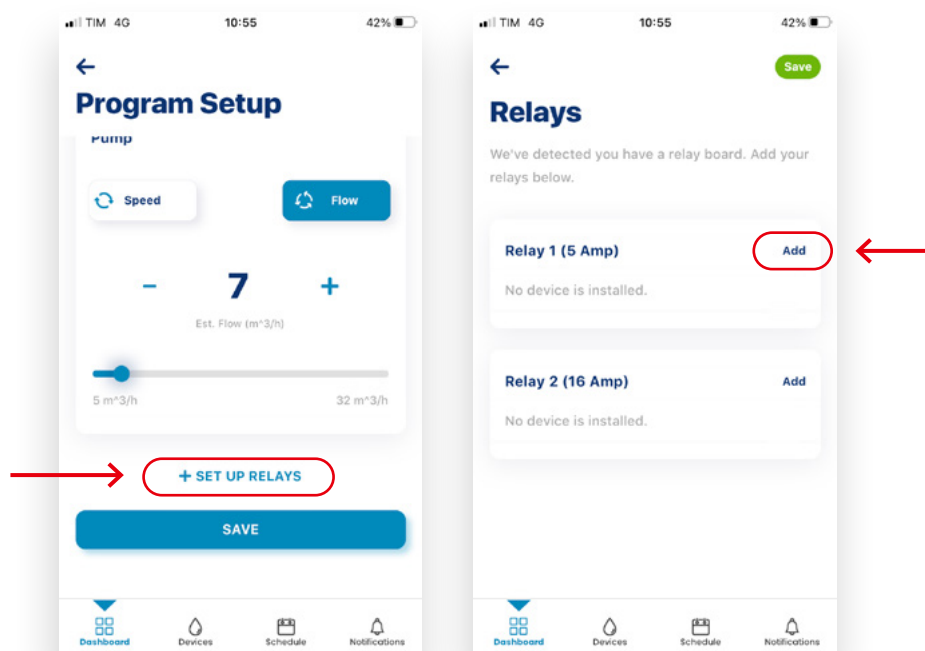 TIM 4G 10:55 42%
Program Setup
Pump
Speed
Flow
- 7 +
Est. Flow (m^3/h)
5 m^3/h 32 m^3/h
+ SET UP RELAYS
SAVE
Dashboard Devices Schedule Notifications
TIM 4G 10:55 42%
Save
Relays
We've detected you have a relay board. Add your
relays below.
Relay 1 (5 Amp) Add
No device is installed.
Relay 2 (16 Amp) Add
No device is installed.
Dashboard Devices Schedule Notifications